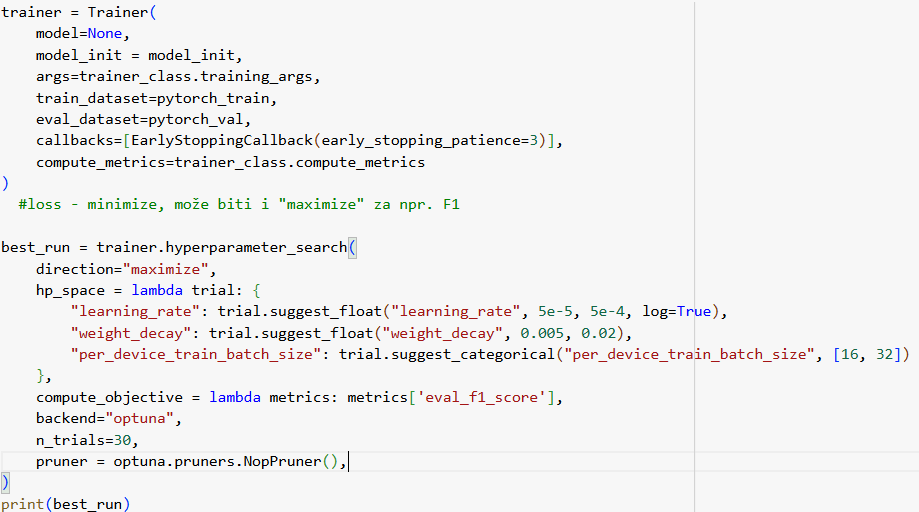 trainer = Trainer(
    model=None,
    model_init = model_init,
    args=trainer_class.training_args,
    train_dataset=pytorch_train,
    eval_dataset=pytorch_val,
    callbacks=[EarlyStoppingCallback(early_stopping_patience=3)],
    compute_metrics=trainer_class.compute_metrics
)
  #loss - minimize, može biti i "maximize" za npr. F1

best_run = trainer.hyperparameter_search(
    direction="maximize",
    hp_space = lambda trial: {
        "learning_rate": trial.suggest_float("learning_rate", 5e-5, 5e-4, log=True),
        "weight_decay": trial.suggest_float("weight_decay", 0.005, 0.02),
        "per_device_train_batch_size": trial.suggest_categorical("per_device_train_batch_size", [16, 32])
    },
    compute_objective = lambda metrics: metrics['eval_f1_score'],
    backend="optuna",
    n_trials=30,
    pruner = optuna.pruners.NopPruner(),
)
print(best_run)